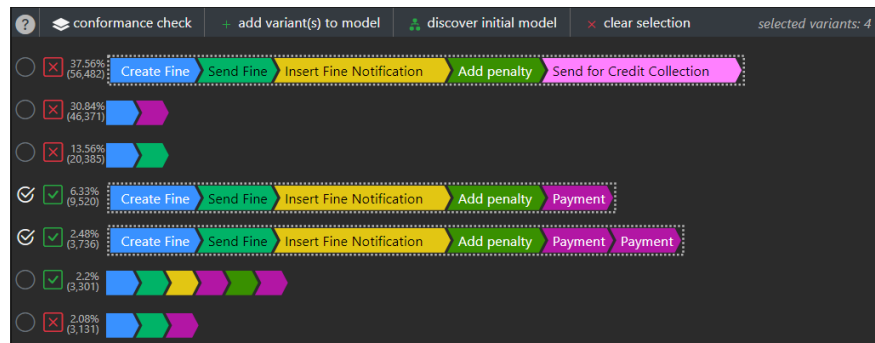 ? conformance check + add variant(s) to model discover initial model × clear selection selected variants: 4
37.56%
(56,482) Create Fine Send Fine Insert Fine Notification Add penalty Send for Credit Collection
30.84%
(46,371)
13.56%
(20,385)
6.33%
(9,520) Create Fine Send Fine Insert Fine Notification Add penalty Payment
2.48%
(3,736) Create Fine Send Fine Insert Fine Notification Add penalty Payment Payment
2.2%
(3,301)
2.08%
(3,131)